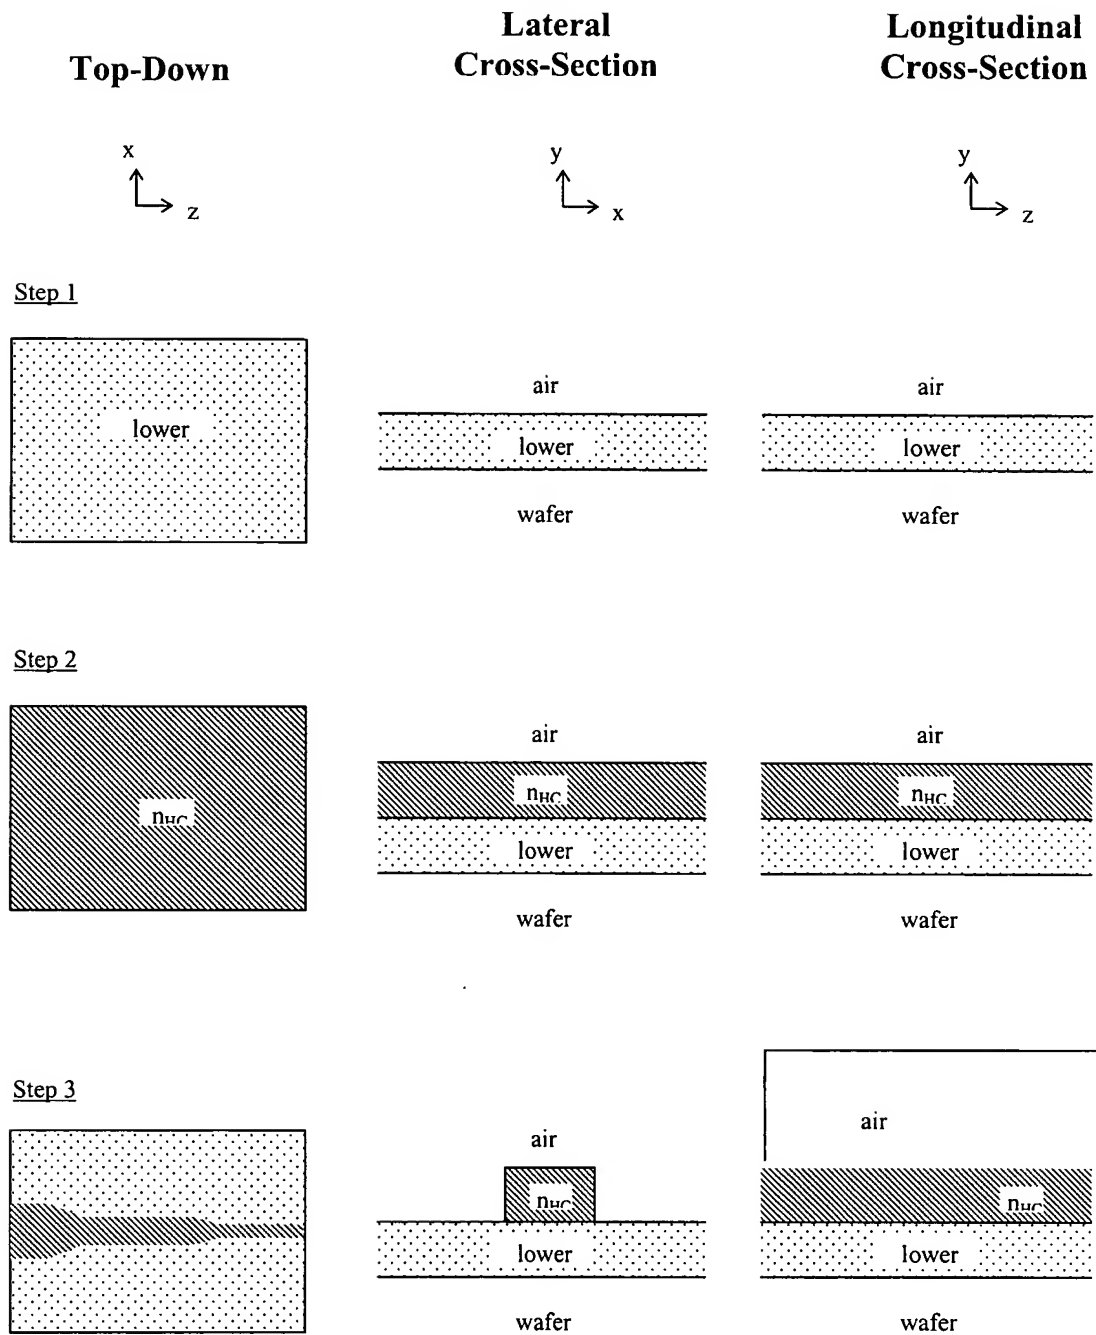 Top-Down
Lateral
Cross-Section
Longitudinal
Cross-Section
x
z
y
x
y
z
Step 1
lower
air
lower
wafer
air
lower
wafer
Step 2
nHC
air
nHC
lower
wafer
air
nHC
lower
wafer
Step 3
air
nHC
lower
wafer
air
nHC
lower
wafer